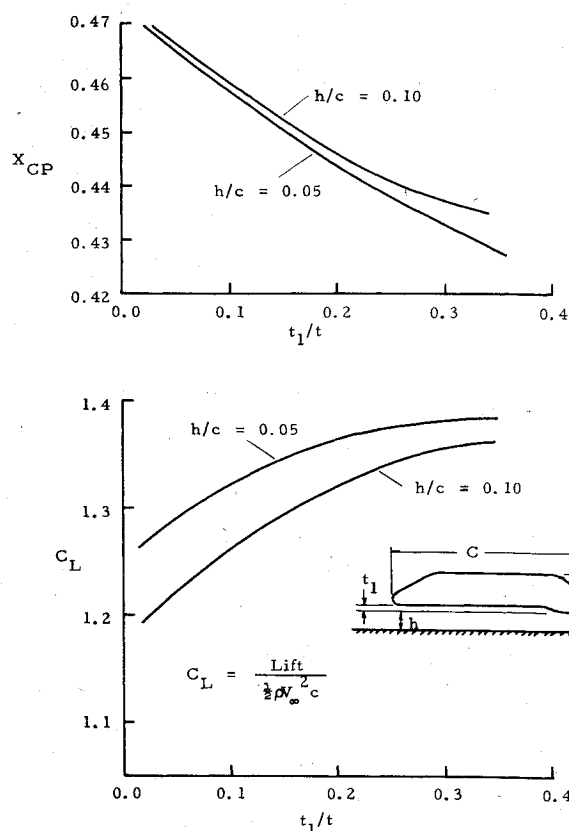 0.47
0.46
0.45
0.44
0.43
0.42
X_CP
h/c = 0.10
h/c = 0.05
0.0 0.1 0.2 0.3 0.4
t_1/t
1.4
1.3
1.2
1.1
C_L
h/c = 0.05
h/c = 0.10
C
t_1
h
C_L = Lift / ½ρV_∞²c
0.0 0.1 0.2 0.3 0.4
t_1/t